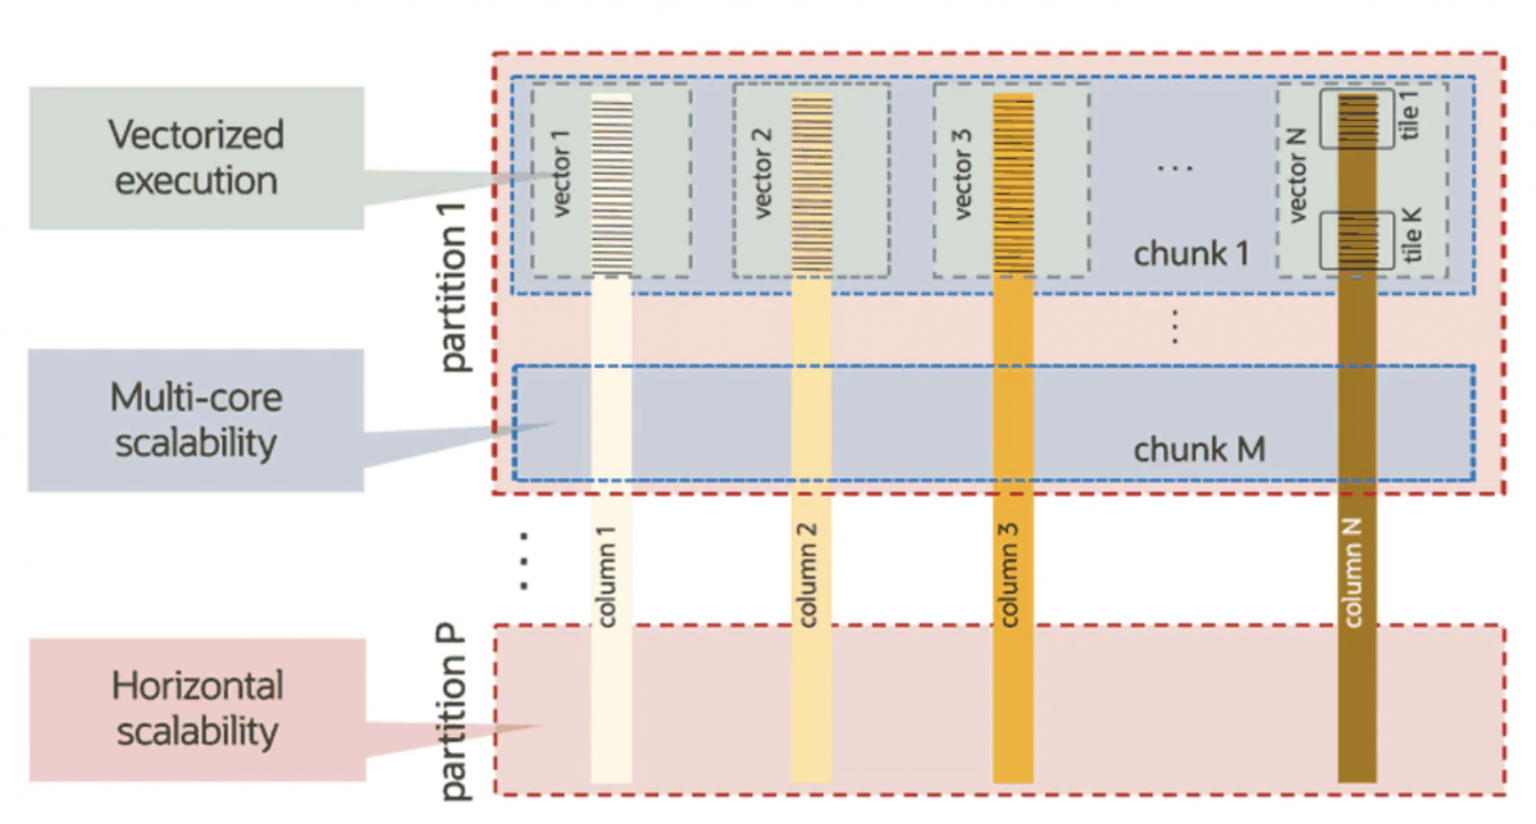 Vectorized
execution
Multi-core
scalability
Horizontal
scalability
partition 1
vector 1
vector 2
vector 3
...
vector N
tile 1
tile K
chunk 1
...
chunk M
...
column 1
column 2
column 3
column N
partition P